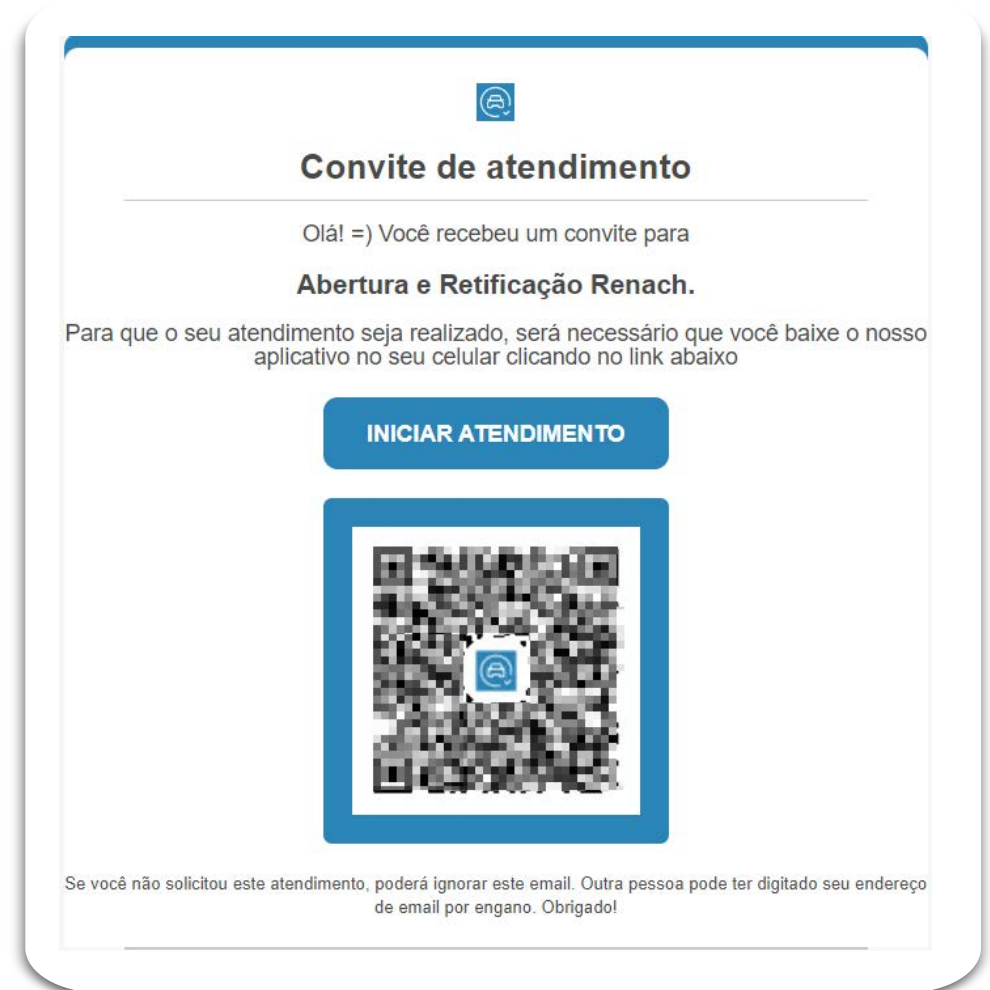 Convite de atendimento
Olá! =) Você recebeu um convite para
Abertura e Retificação Renach.
Para que o seu atendimento seja realizado, será necessário que você baixe o nosso
aplicativo no seu celular clicando no link abaixo
INICIAR ATENDIMENTO
Se você não solicitou este atendimento, poderá ignorar este email. Outra pessoa pode ter digitado seu endereço
de email por engano. Obrigado!